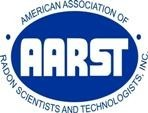 AMERICAN ASSOCIATION OF
AARST
RADON SCIENTISTS AND TECHNOLOGISTS, INC.